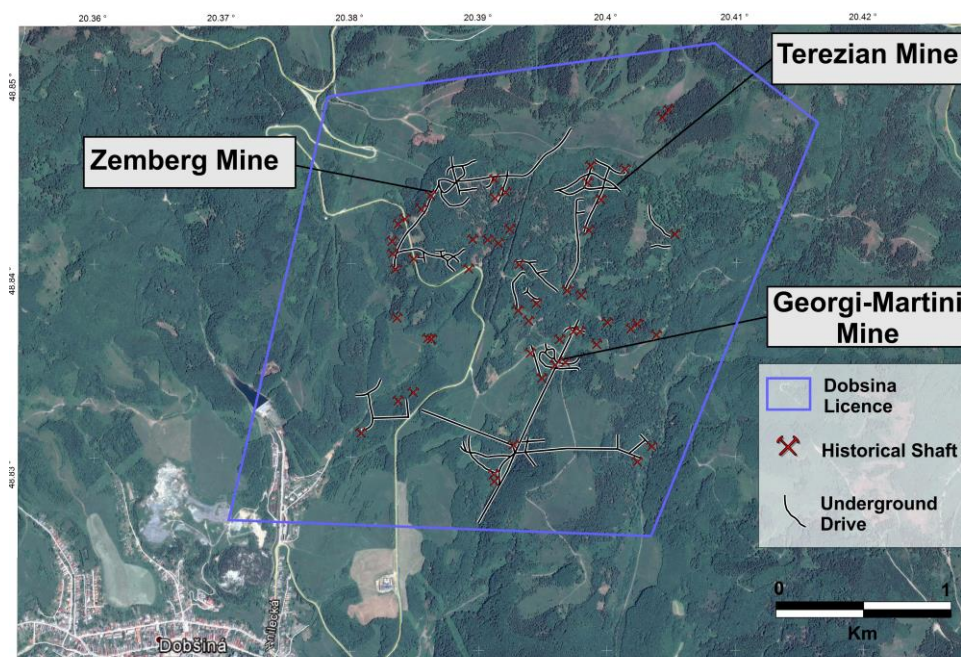 20.36 °
20.37 °
20.38 °
20.39 °
20.4 °
20.41 °
20.42 °
48.85 °
48.84 °
48.83 °
Terezian Mine
Zemberg Mine
Georgi-Martini
Mine
Dobsina
Licence
Historical Shaft
Underground
Drive
0
1
Km
Dobšiná